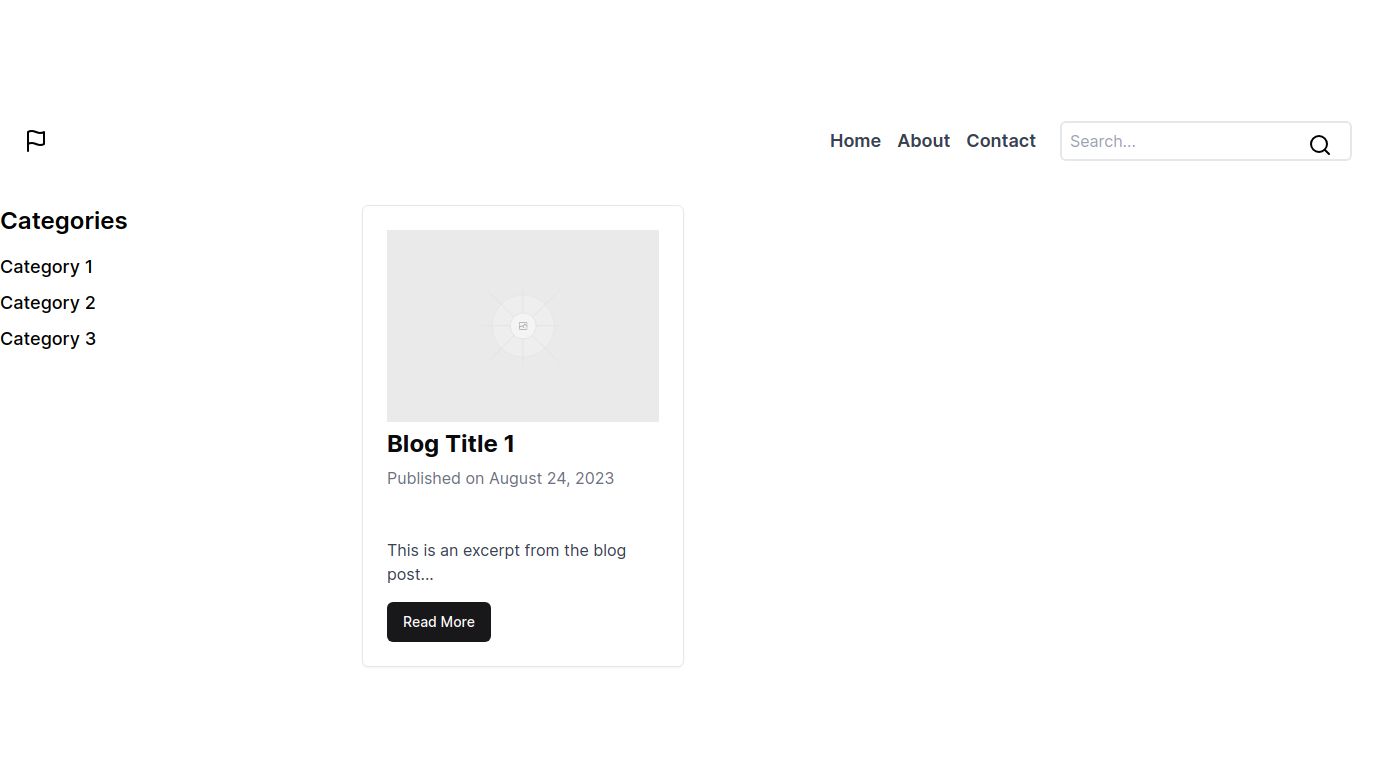 Home About Contact Search...
Categories
Category 1
Category 2
Category 3
Blog Title 1
Published on August 24, 2023
This is an excerpt from the blog
post...
Read More